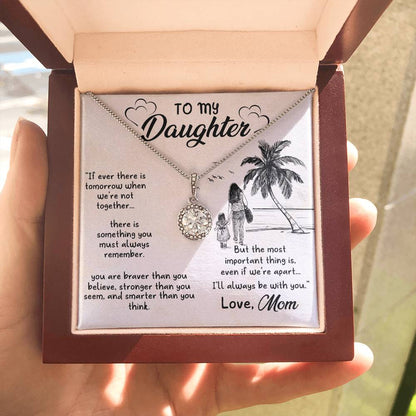 TO MY
Daughter
"If ever there is
tomorrow when
we're not
together...
there is
something you
must always
remember.
you are braver than you
believe, stronger than you
seem, and smarter than you
think.
But the most
important thing is,
even if we're apart...
I'll always be with you."
Love, Mom